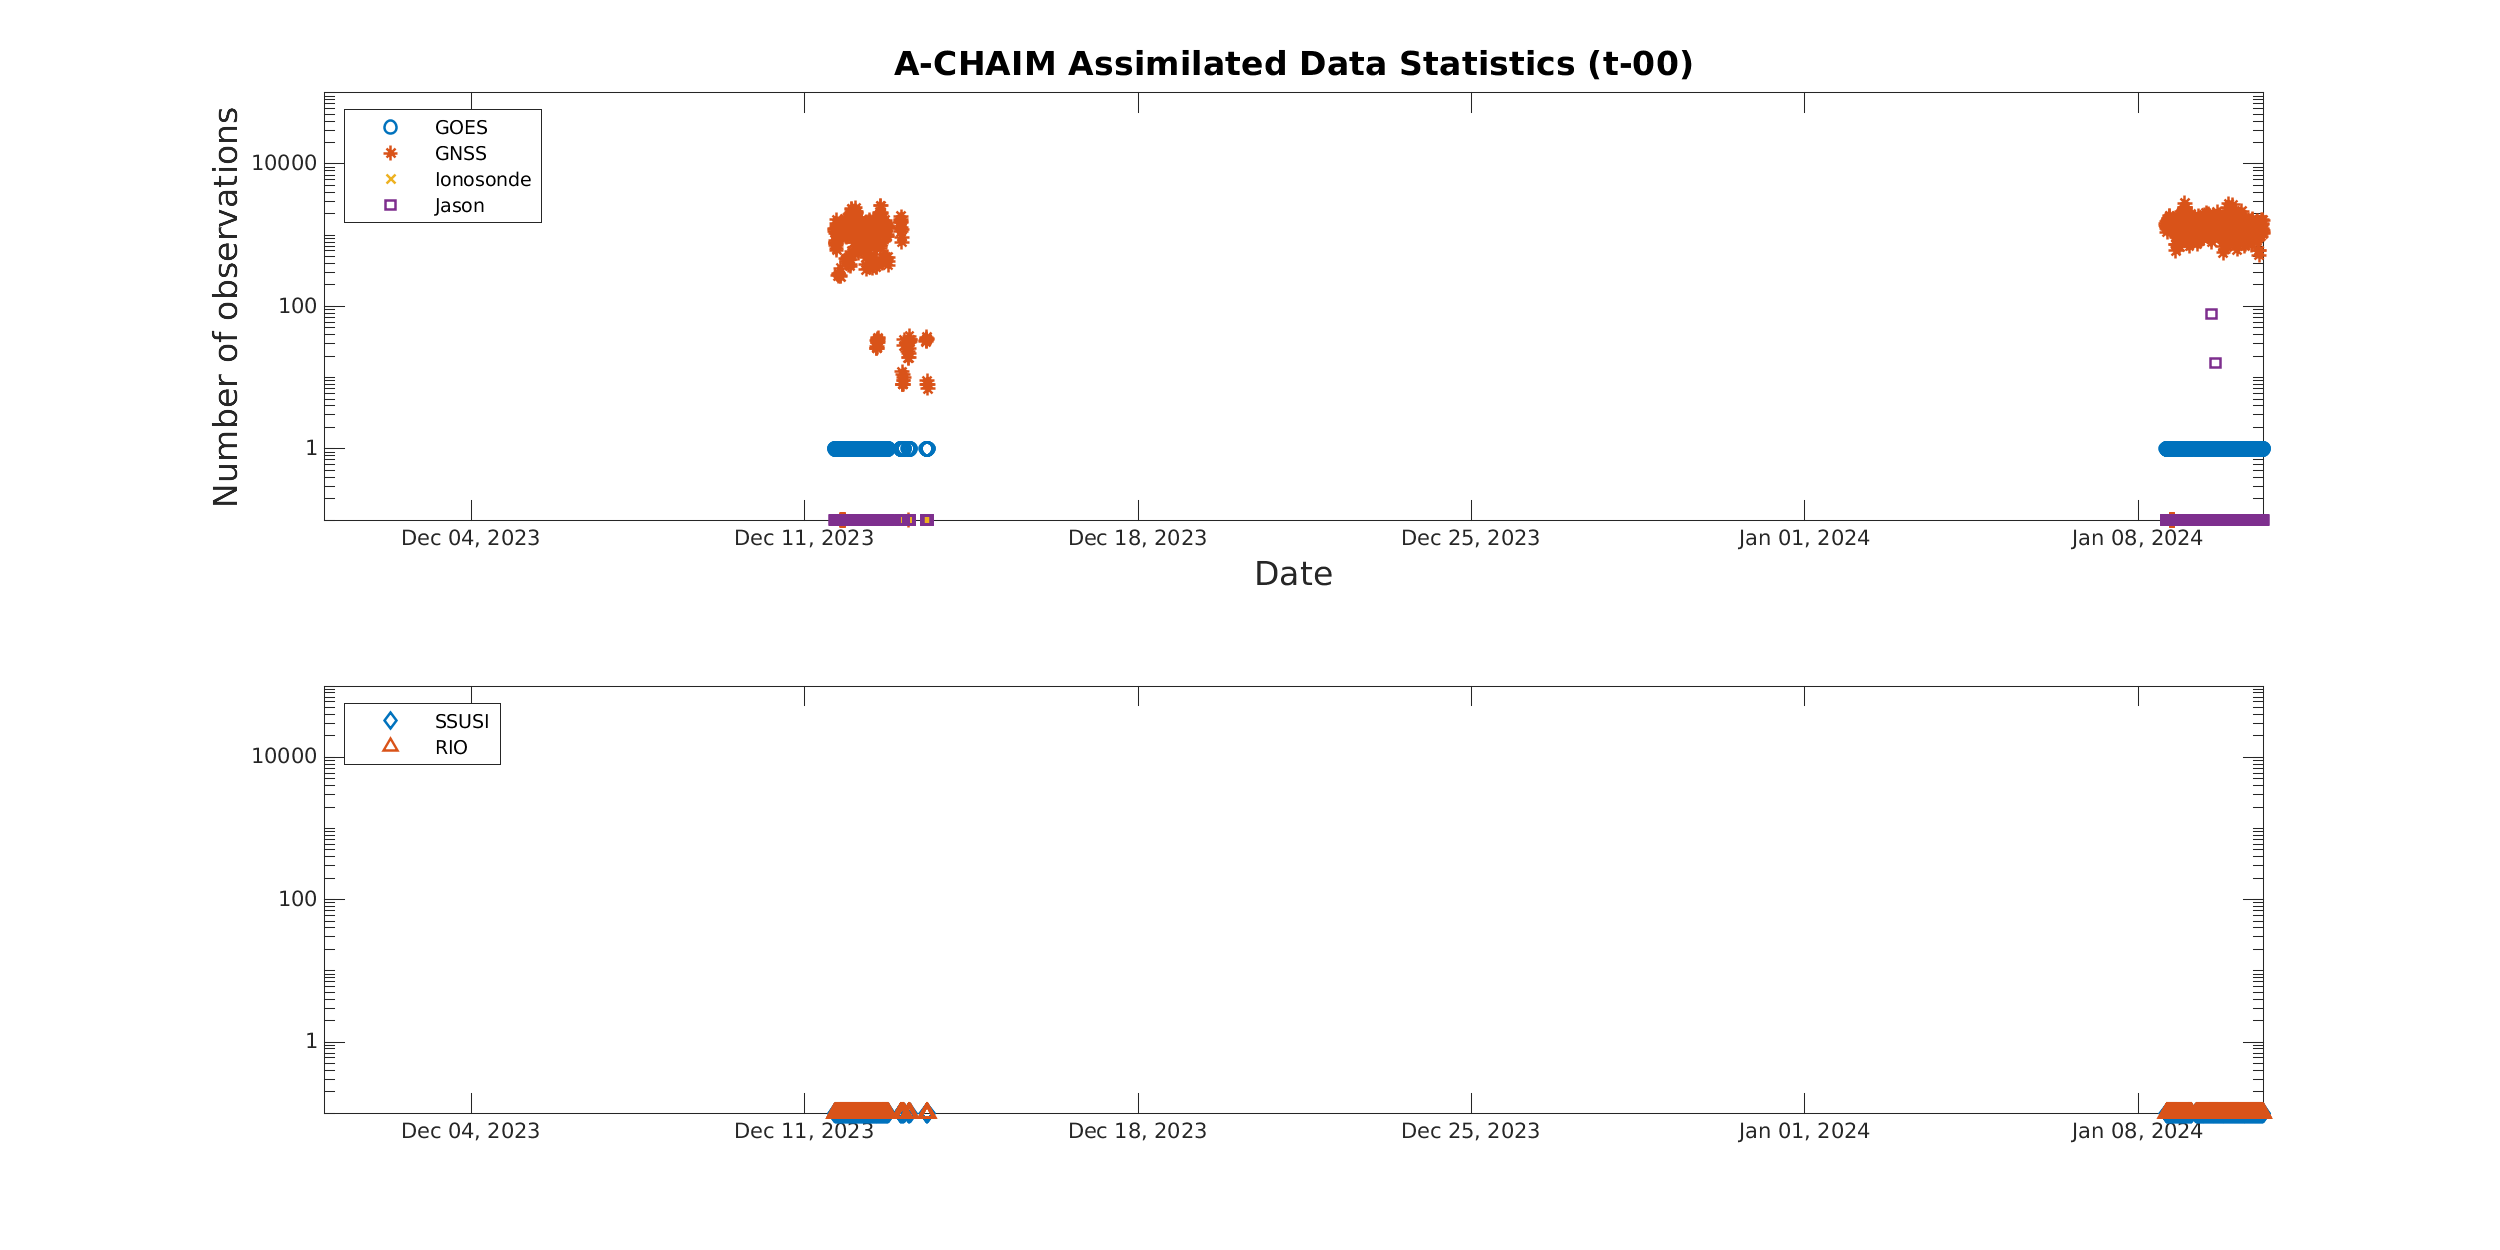 A-CHAIM Assimilated Data Statistics (t-00)
Number of observations
10000
100
1
GOES
GNSS
Ionosonde
Jason
Dec 04, 2023
Dec 11, 2023
Dec 18, 2023
Dec 25, 2023
Jan 01, 2024
Jan 08, 2024
Date
10000
100
1
SSUSI
RIO
Dec 04, 2023
Dec 11, 2023
Dec 18, 2023
Dec 25, 2023
Jan 01, 2024
Jan 08, 2024